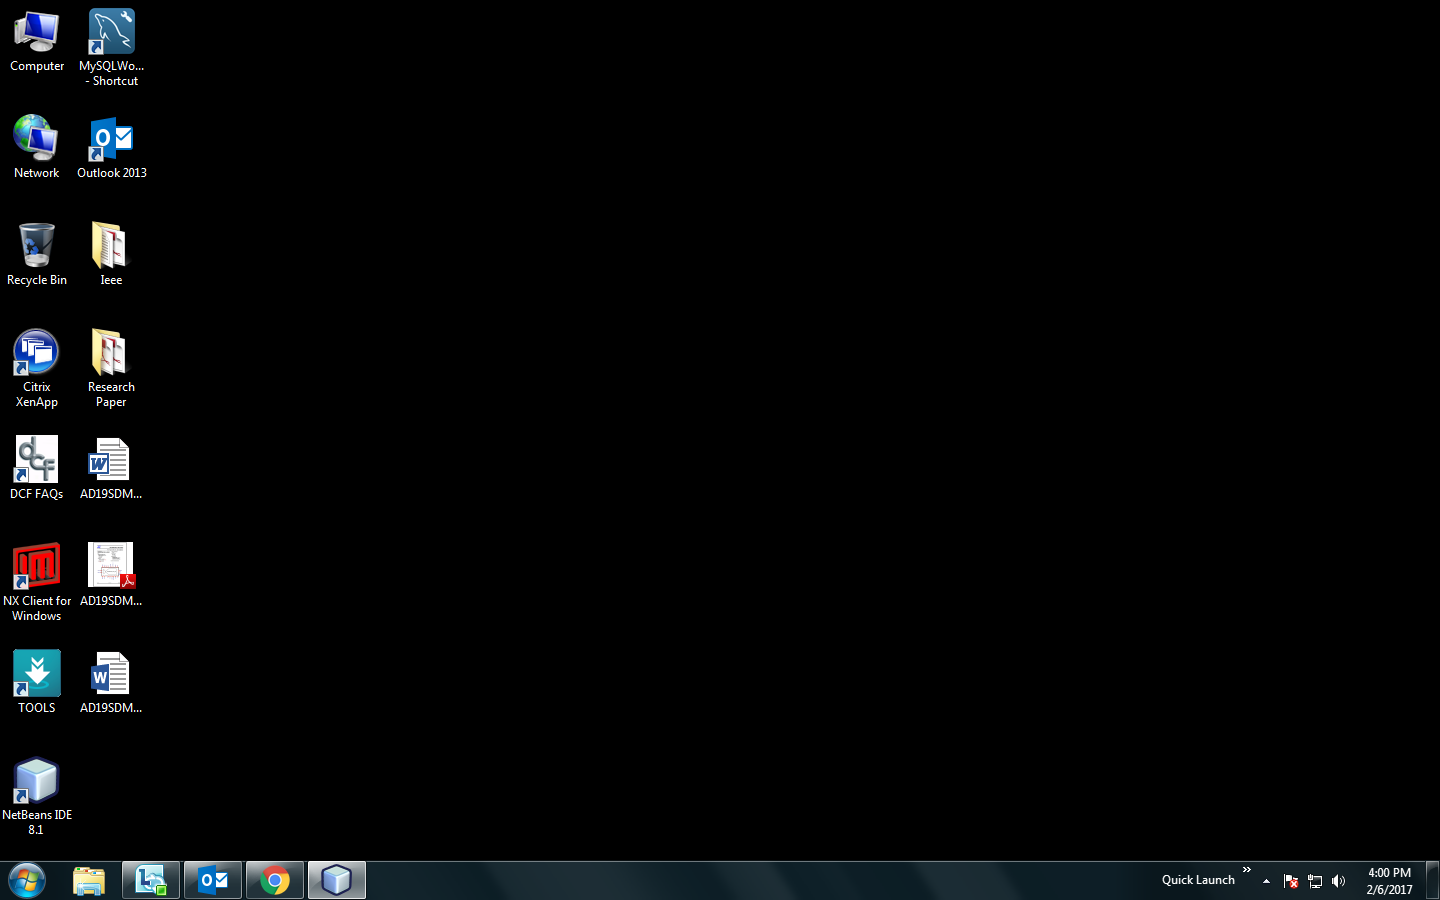 Computer
MySQLWo...
- Shortcut
Network
Outlook 2013
Recycle Bin
Ieee
Citrix
XenApp
Research
Paper
DCF FAQs
AD19SDM...
NX Client for
Windows
AD19SDM...
TOOLS
AD19SDM...
NetBeans IDE
8.1
Quick Launch
4:00 PM
2/6/2017